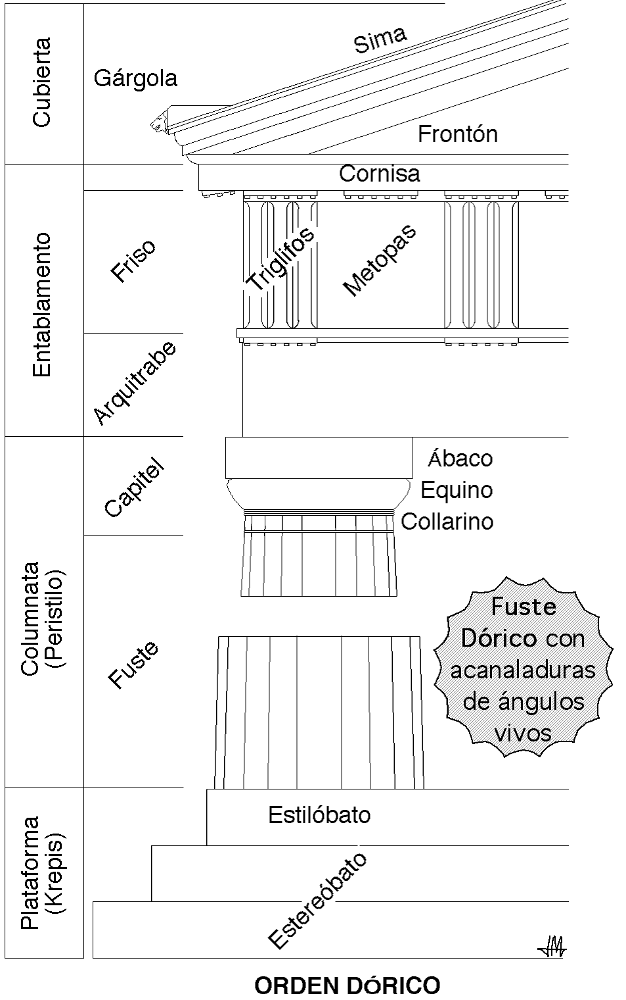 Cubierta
Gárgola
Sima
Frontón
Entablamento
Cornisa
Friso
Triglifos
Metopas
Arquitrabe
Columnata
(Peristilo)
Capitel
Ábaco
Equino
Collarino
Fuste
Fuste
Dórico con
acanaladuras
de ángulos
vivos
Plataforma
(Krepis)
Estilóbato
Estereóbato
ORDEN DÓRICO